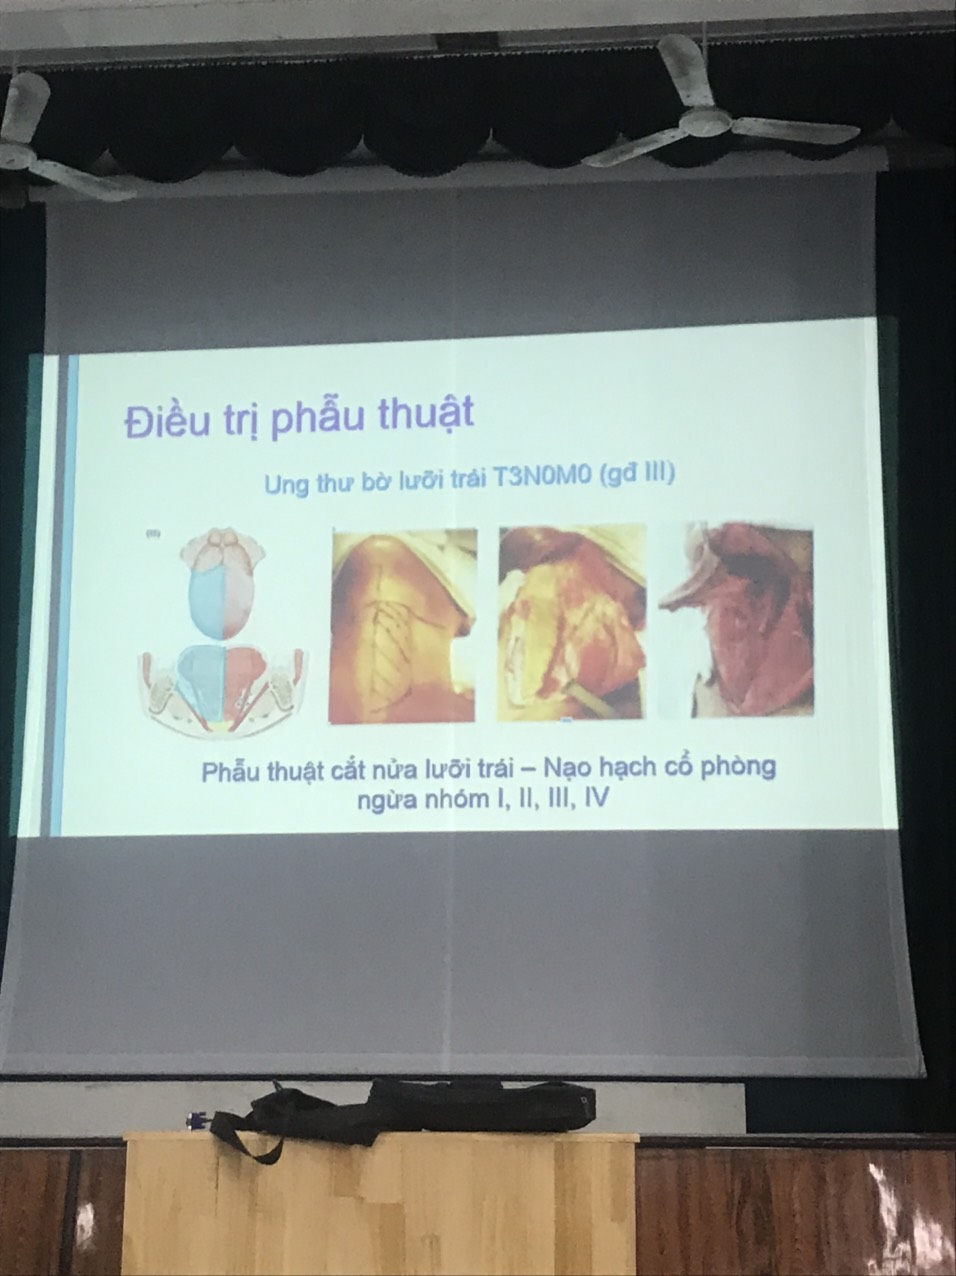 Điều trị phẫu thuật
Ung thư bờ lưỡi trái T3N0M0 (gđ III)
Phẫu thuật cắt nửa lưỡi trái – Nạo hạch cổ phòng
ngừa nhóm I, II, III, IV